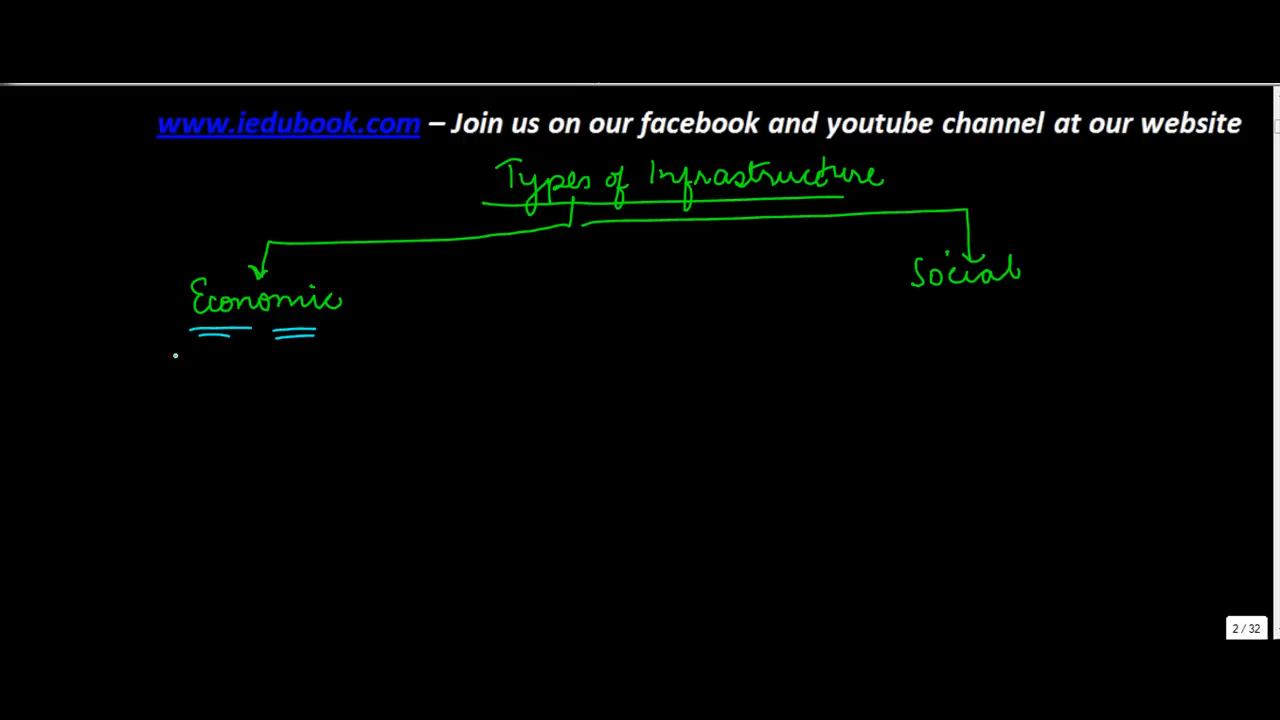 www.iedubook.com – Join us on our facebook and youtube channel at our website
Types of Infrastructure
Economic
Social
2 / 32